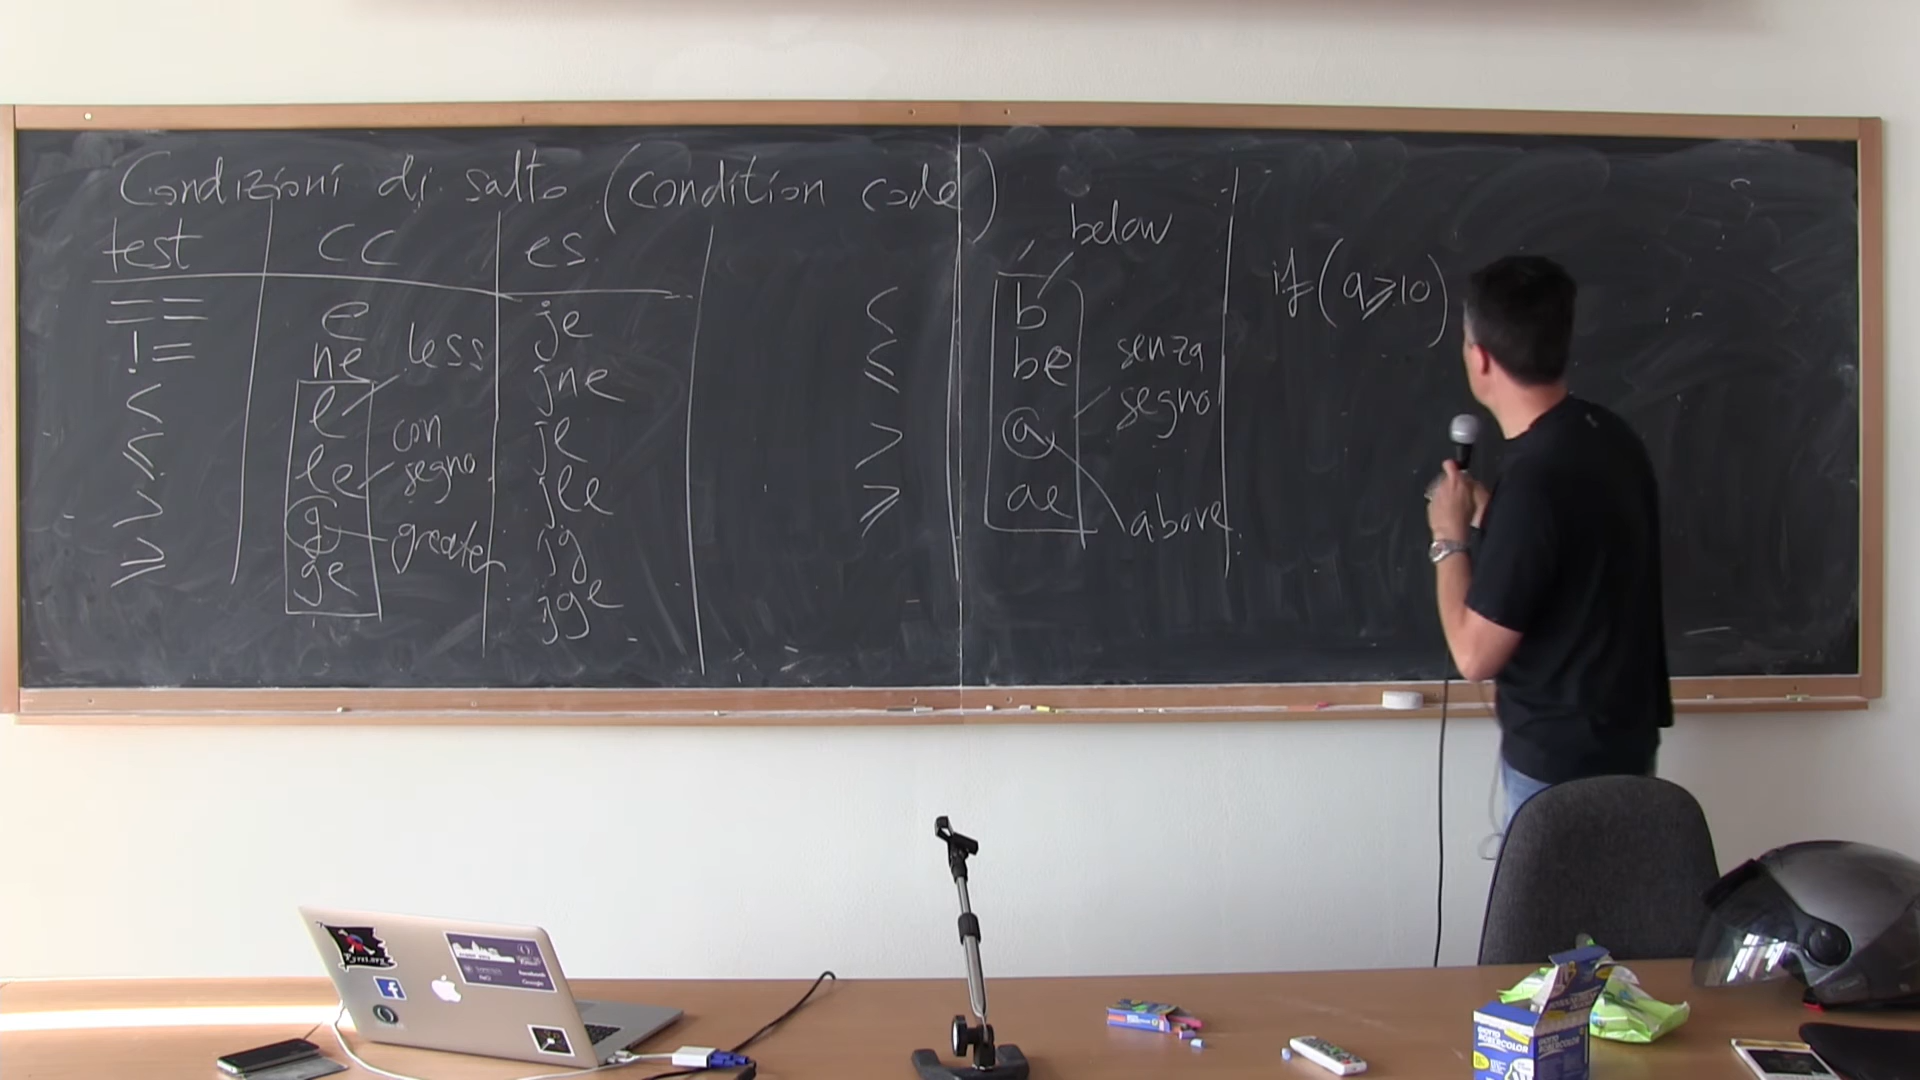 Condizioni di salto (condition code)
test CC es.
== e je
!= ne jne
< l jl
≤ le jle
> g jg
≥ ge jge
less
con
segno
greater
below
< b
≤ be
> a
≥ ae
senza
segno
above
if (a≥10)